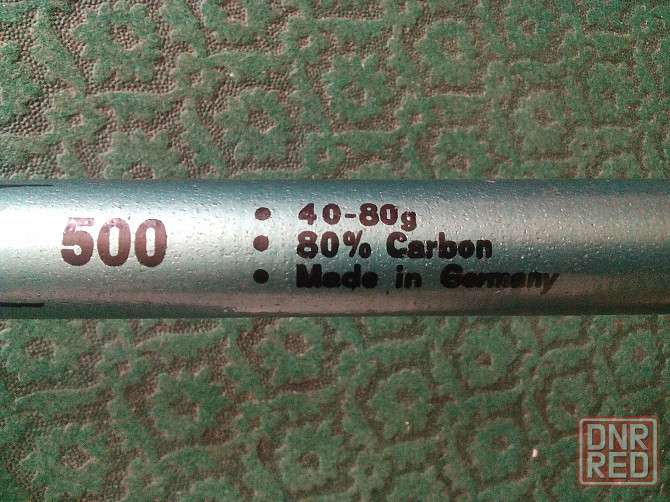 500
• 40-80g
• 80% Carbon
• Made in Germany
DNR
RED